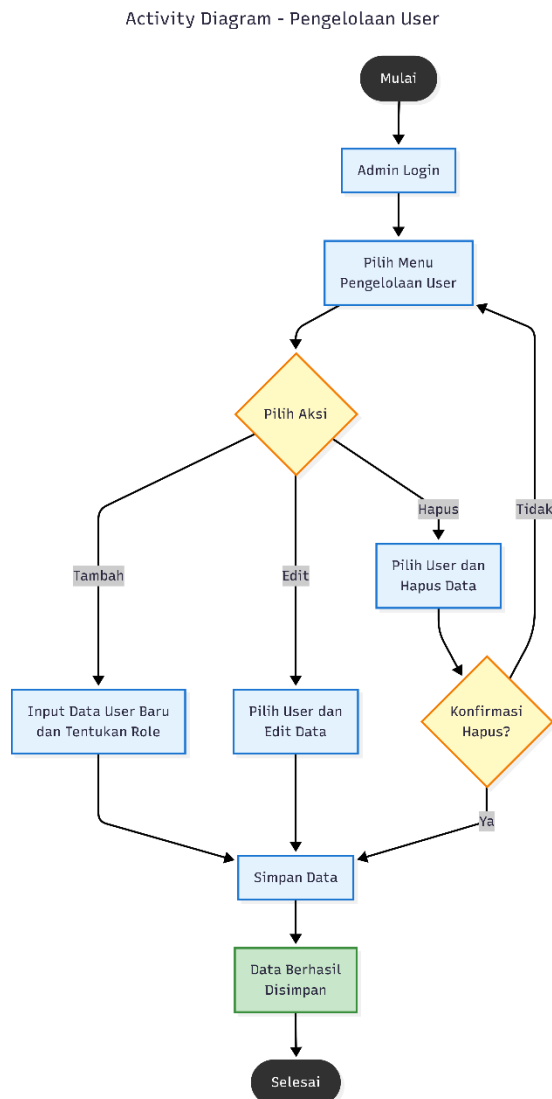 Activity Diagram - Pengelolaan User
Mulai
Admin Login
Pilih Menu
Pengelolaan User
Pilih Aksi
Hapus
Tidak
Tambah
Edit
Pilih User dan
Hapus Data
Input Data User Baru
dan Tentukan Role
Pilih User dan
Edit Data
Konfirmasi
Hapus?
Ya
Simpan Data
Data Berhasil
Disimpan
Selesai